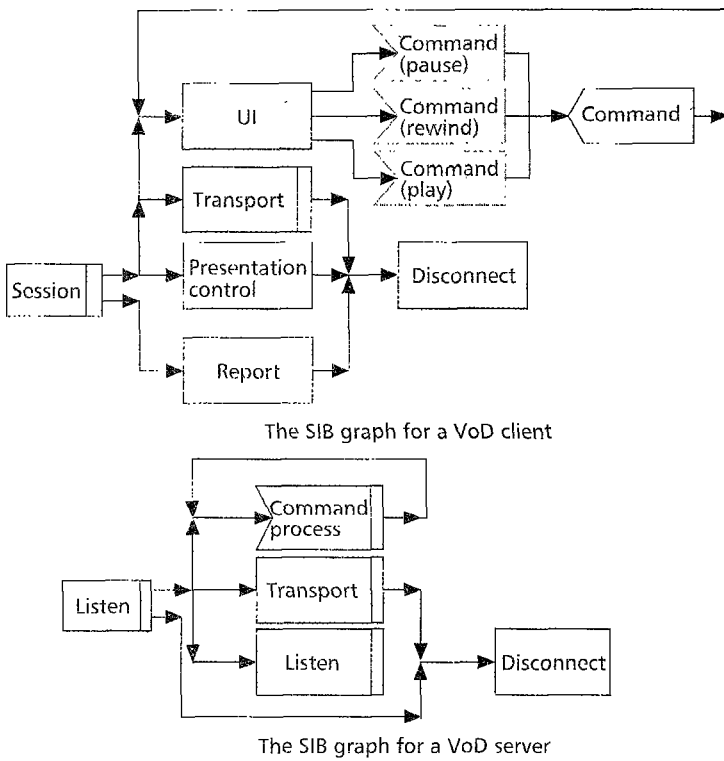 Command
(pause)
UI
Command
(rewind)
Command
Command
(play)
Transport
Session
Presentation
control
Disconnect
Report
The SIB graph for a VoD client
Command
process
Listen
Transport
Listen
Disconnect
The SIB graph for a VoD server